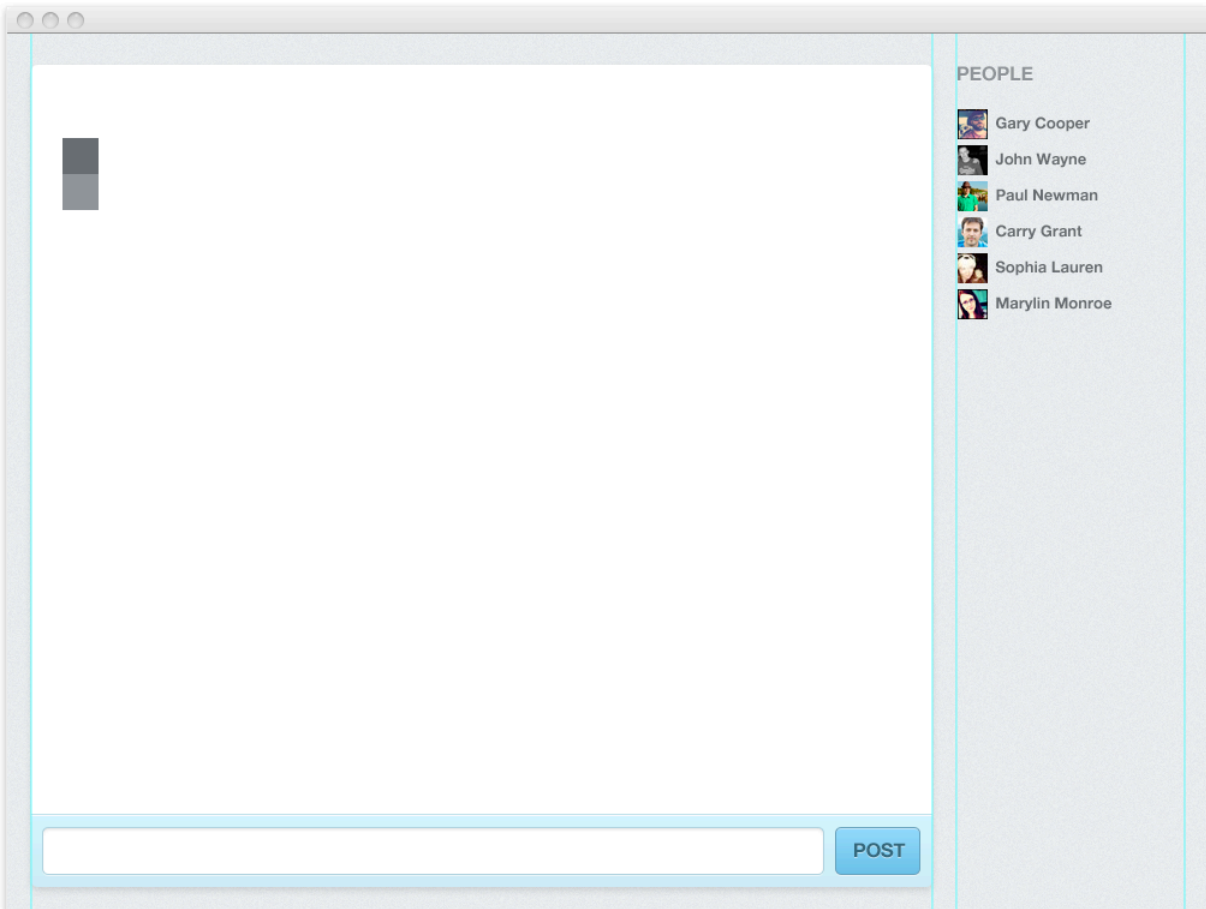 PEOPLE
Gary Cooper
John Wayne
Paul Newman
Carry Grant
Sophia Lauren
Marylin Monroe
POST